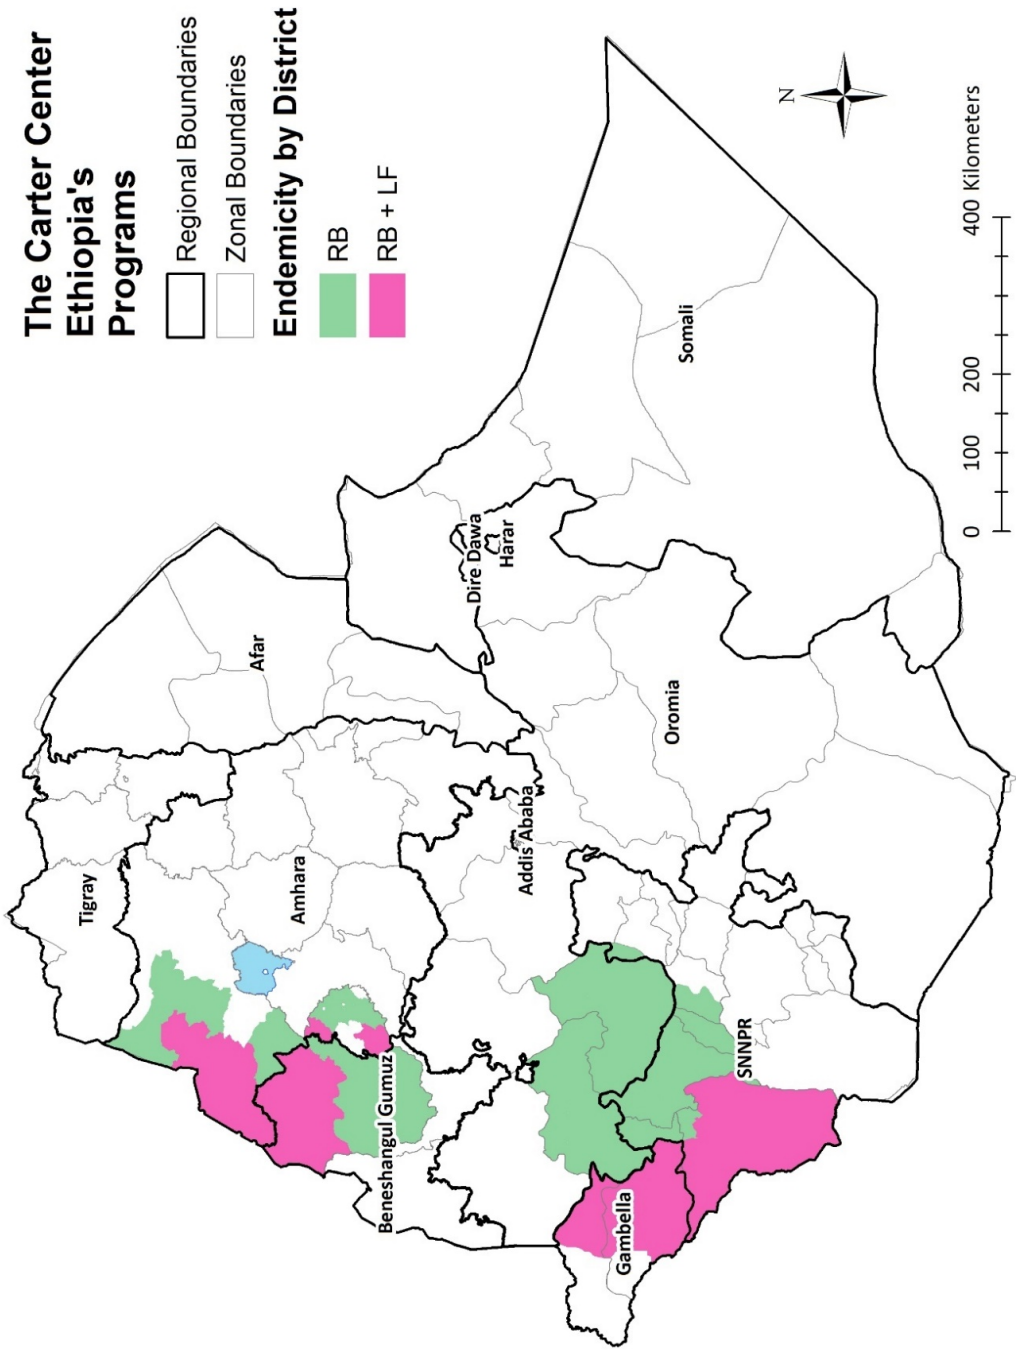 The Carter Center
Ethiopia's
Programs
Regional Boundaries
Zonal Boundaries
Endemicity by District
RB
RB + LF
Tigray
Afar
Amhara
Beneshangul Gumuz
Dire Dawa
Harar
Addis Ababa
Gambella
Oromia
Somali
SNNPR
N
0 100 200 400 Kilometers